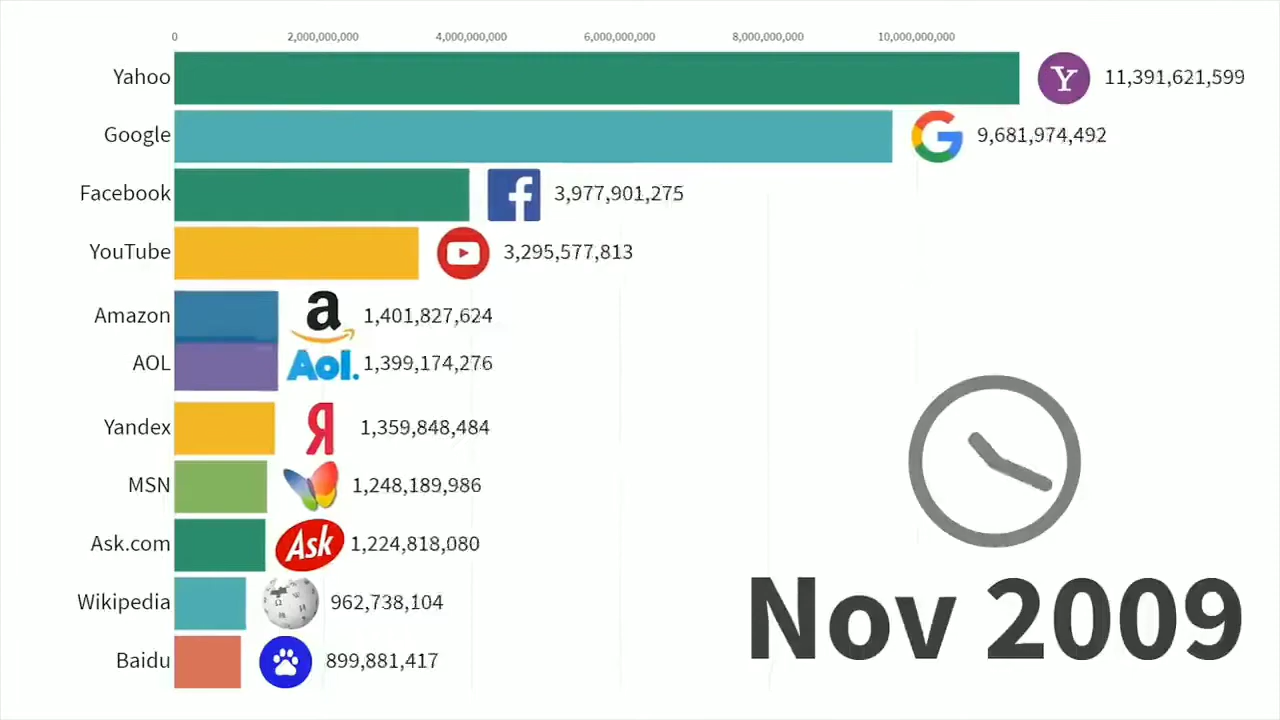 0 2,000,000,000 4,000,000,000 6,000,000,000 8,000,000,000 10,000,000,000
Yahoo Y 11,391,621,599
Google G 9,681,974,492
Facebook f 3,977,901,275
YouTube 3,295,577,813
Amazon a 1,401,827,624
AOL Aol. 1,399,174,276
Yandex Я 1,359,848,484
MSN 1,248,189,986
Ask.com Ask 1,224,818,080
Wikipedia Ω W И 962,738,104
Baidu 899,881,417
Nov 2009